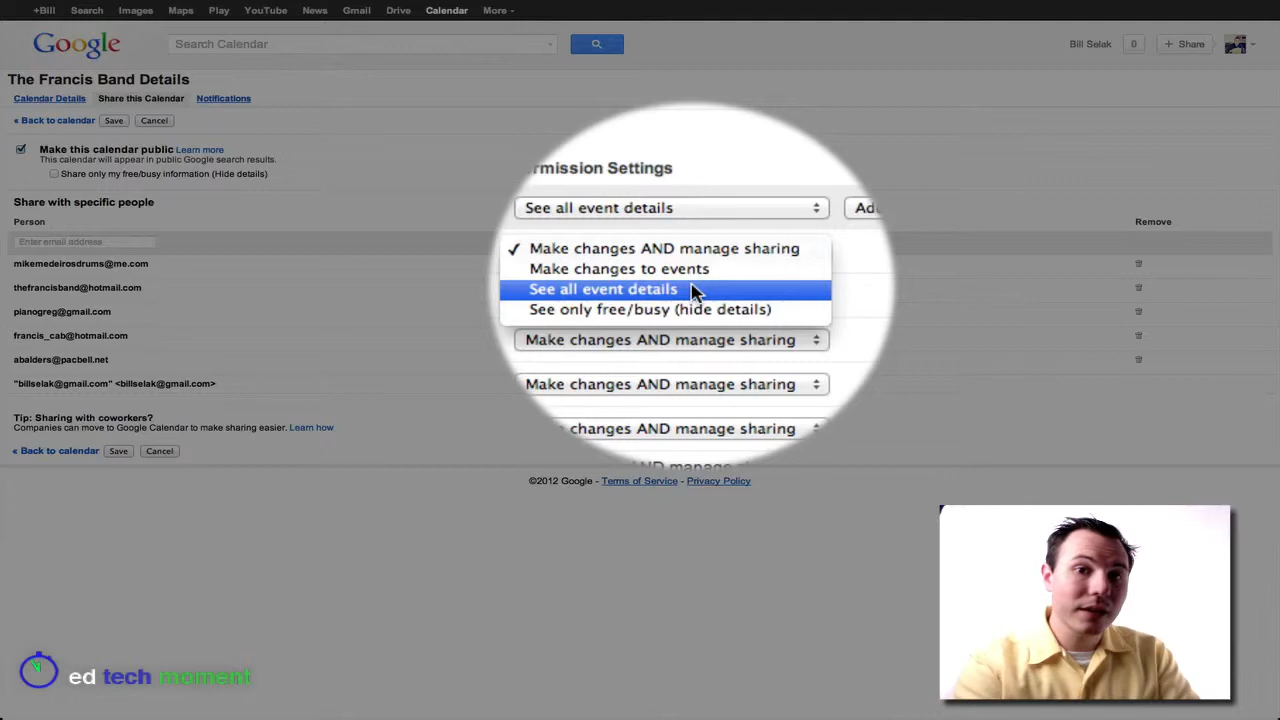 +Bill Search Images Maps Play YouTube News Gmail Drive Calendar More
Google Search Calendar Bill Selak 0 + Share
The Francis Band Details
Calendar Details Share this Calendar Notifications
« Back to calendar Save Cancel
Make this calendar public Learn more
This calendar will appear in public Google search results.
Share only my free/busy information (Hide details)
rmission Settings
Share with specific people
Person Remove
See all event details Add
Enter email address
✓ Make changes AND manage sharing
mikemedeirosdrums@me.com
Make changes to events
thefrancisband@hotmail.com
See all event details
pianogreg@gmail.com
See only free/busy (hide details)
francis_cab@hotmail.com
Make changes AND manage sharing
abalders@pacbell.net
"billselak@gmail.com" <billselak@gmail.com>
Make changes AND manage sharing
Tip: Sharing with coworkers?
Companies can move to Google Calendar to make sharing easier. Learn how
changes AND manage sharing
« Back to calendar Save Cancel
©2012 Google - Terms of Service - Privacy Policy
ed tech moment